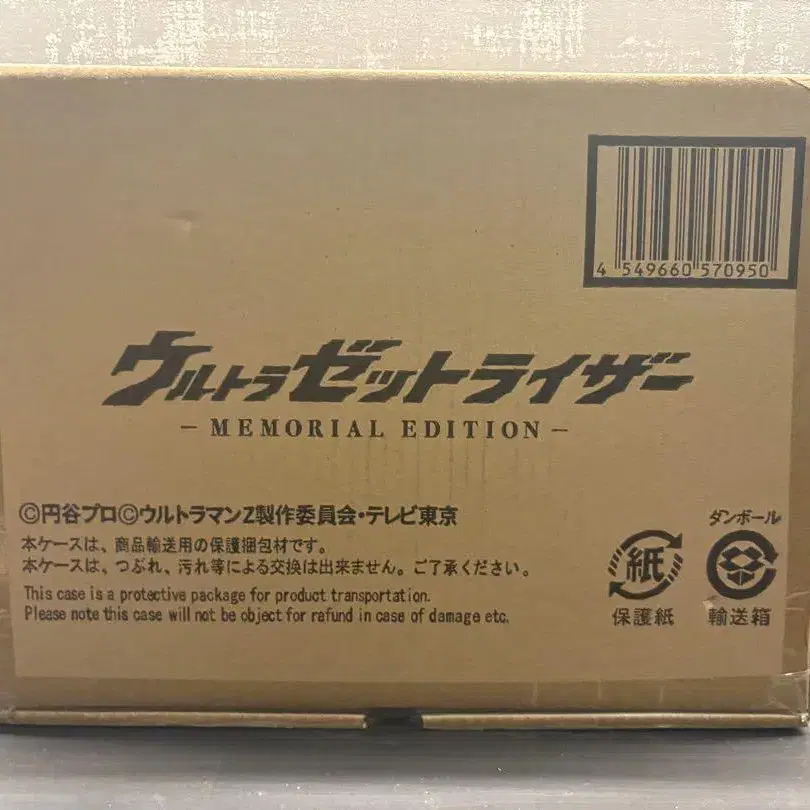 4 549660 570950
ウルトラゼットライザー
-MEMORIAL EDITION-
©円谷プロ©ウルトラマンZ製作委員会・テレビ東京
本ケースは、商品輸送用の保護梱包材です。
本ケースは、つぶれ、汚れ等による交換は出来ません。ご了承ください。
This case is a protective package for product transportation.
Please note this case will not be object for refund in case of damage etc.
紙
保護紙
ダンボール
輸送箱